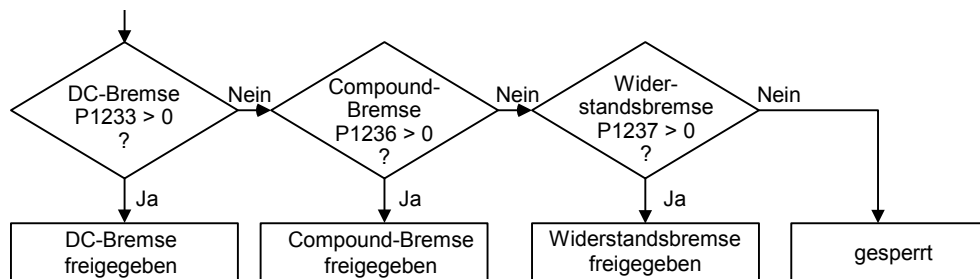 DC-Bremse
P1233 > 0
?
Nein
Compound-
Bremse
P1236 > 0
?
Nein
Wider-
standsbremse
P1237 > 0
?
Nein
Ja
Ja
Ja
DC-Bremse
freigegeben
Compound-Bremse
freigegeben
Widerstandsbremse
freigegeben
gesperrt